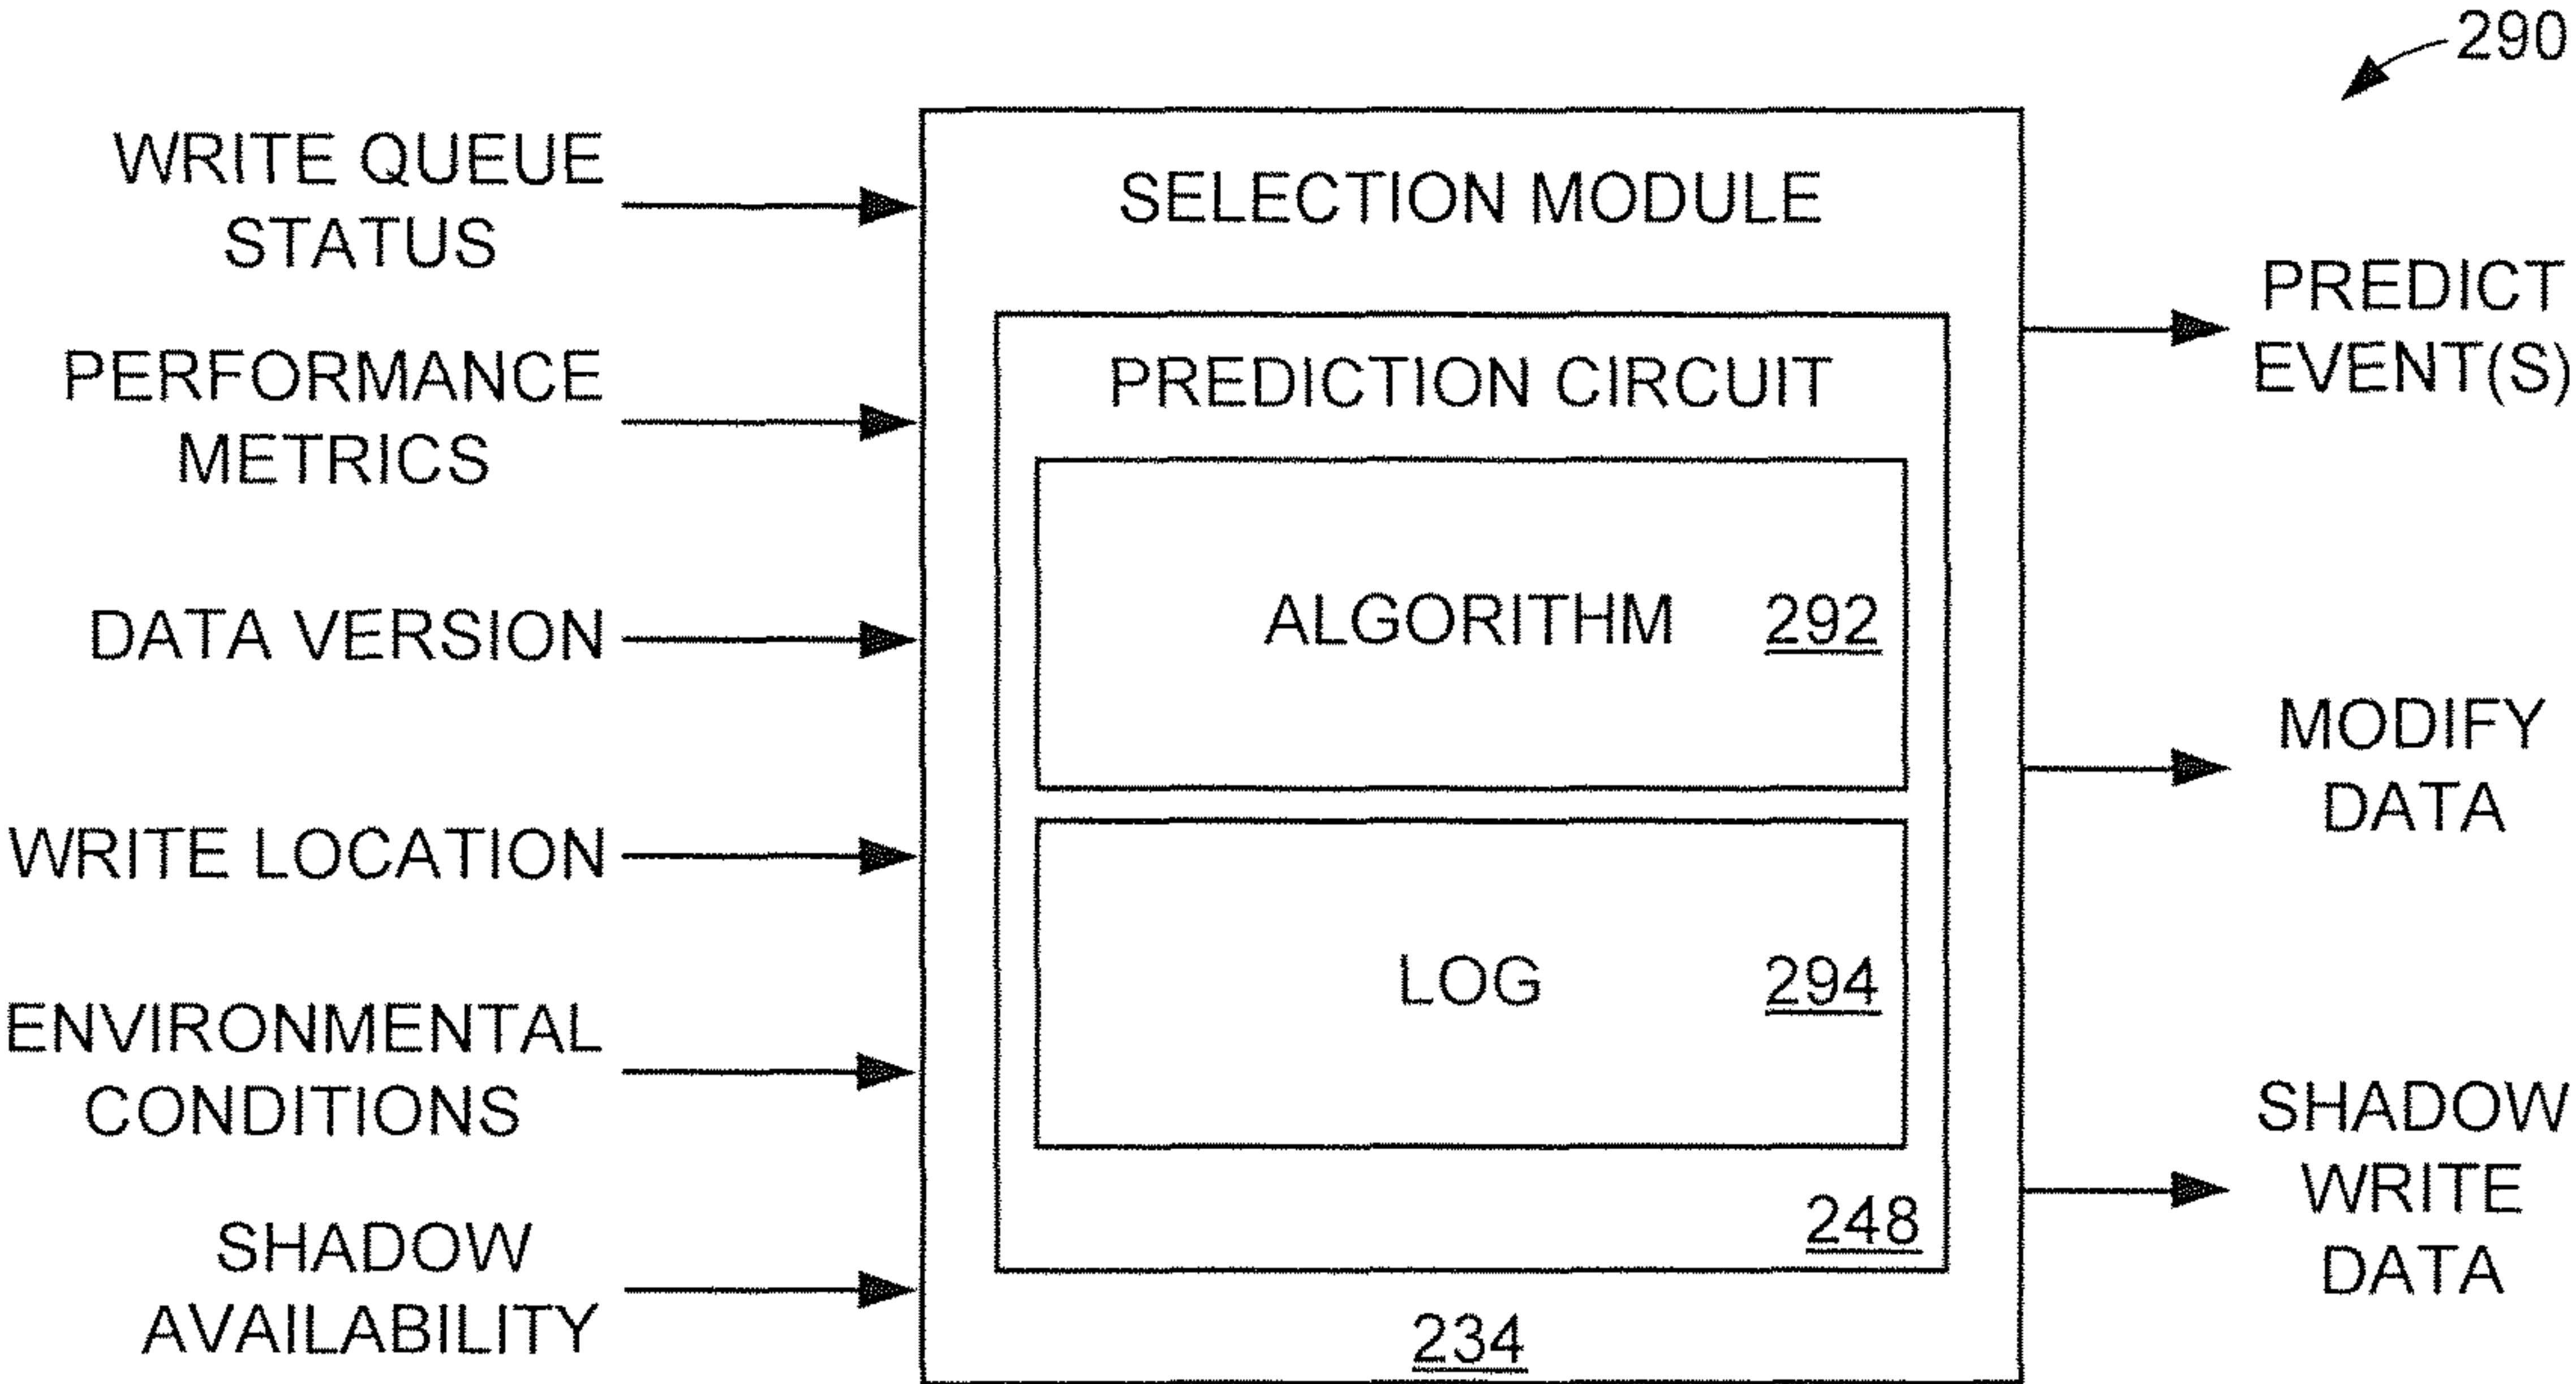 290
WRITE QUEUE
STATUS
PERFORMANCE
METRICS
DATA VERSION
WRITE LOCATION
ENVIRONMENTAL
CONDITIONS
SHADOW
AVAILABILITY
SELECTION MODULE
PREDICTION CIRCUIT
ALGORITHM 292
LOG 294
248
234
PREDICT
EVENT(S)
MODIFY
DATA
SHADOW
WRITE
DATA